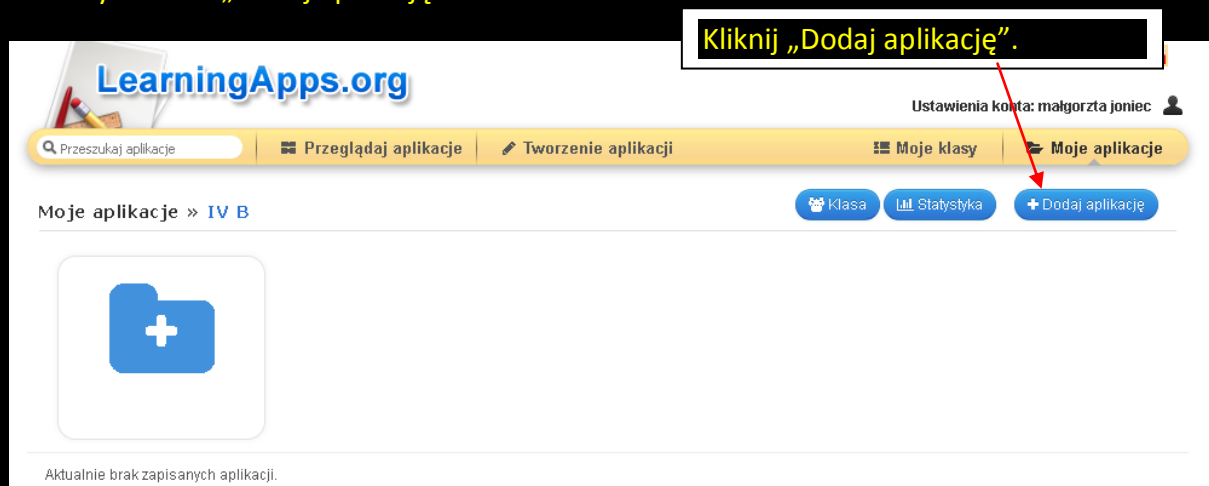 Kliknij „Dodaj aplikację”.
LearningApps.org
Ustawienia konta: małgorzta joniec
Przeszukaj aplikacje
Przeglądaj aplikacje
Tworzenie aplikacji
Moje klasy
Moje aplikacje
Moje aplikacje » IV B
Klasa
Statystyka
Dodaj aplikację
Aktualnie brak zapisanych aplikacji.